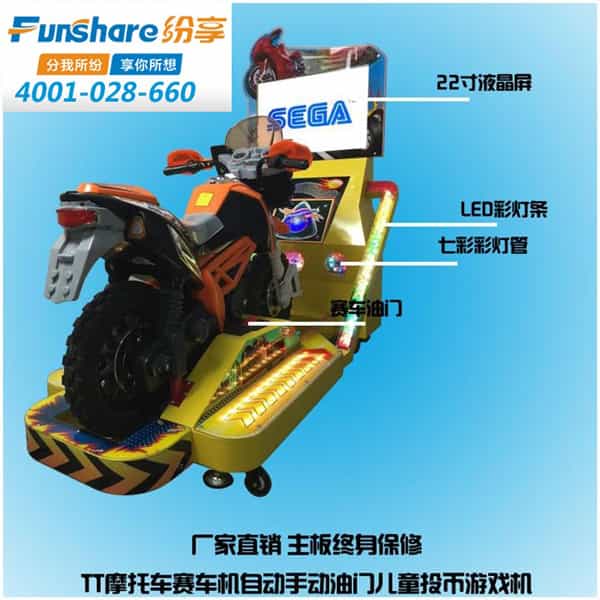 Funshare纷享
分我所纷 享你所想
4001-028-660
22寸液晶屏
SEGA
LED彩灯条
七彩彩灯管
赛车油门
厂家直销 主板终身保修
TT摩托车赛车机自动手动油门儿童投币游戏机